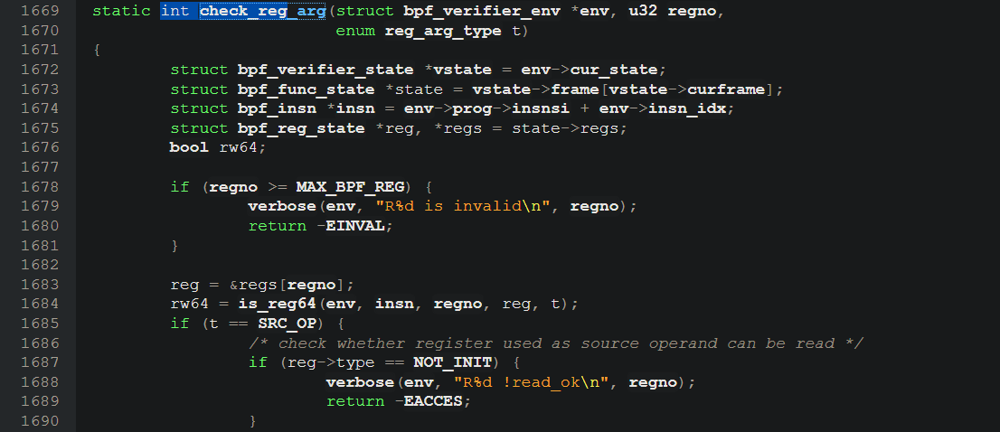 1669 static int check_reg_arg(struct bpf_verifier_env *env, u32 regno,
1670 enum reg_arg_type t)
1671 {
1672 struct bpf_verifier_state *vstate = env->cur_state;
1673 struct bpf_func_state *state = vstate->frame[vstate->curframe];
1674 struct bpf_insn *insn = env->prog->insnsi + env->insn_idx;
1675 struct bpf_reg_state *reg, *regs = state->regs;
1676 bool rw64;
1677
1678 if (regno >= MAX_BPF_REG) {
1679 verbose(env, "R%d is invalid\n", regno);
1680 return -EINVAL;
1681 }
1682
1683 reg = &regs[regno];
1684 rw64 = is_reg64(env, insn, regno, reg, t);
1685 if (t == SRC_OP) {
1686 /* check whether register used as source operand can be read */
1687 if (reg->type == NOT_INIT) {
1688 verbose(env, "R%d !read_ok\n", regno);
1689 return -EACCES;
1690 }